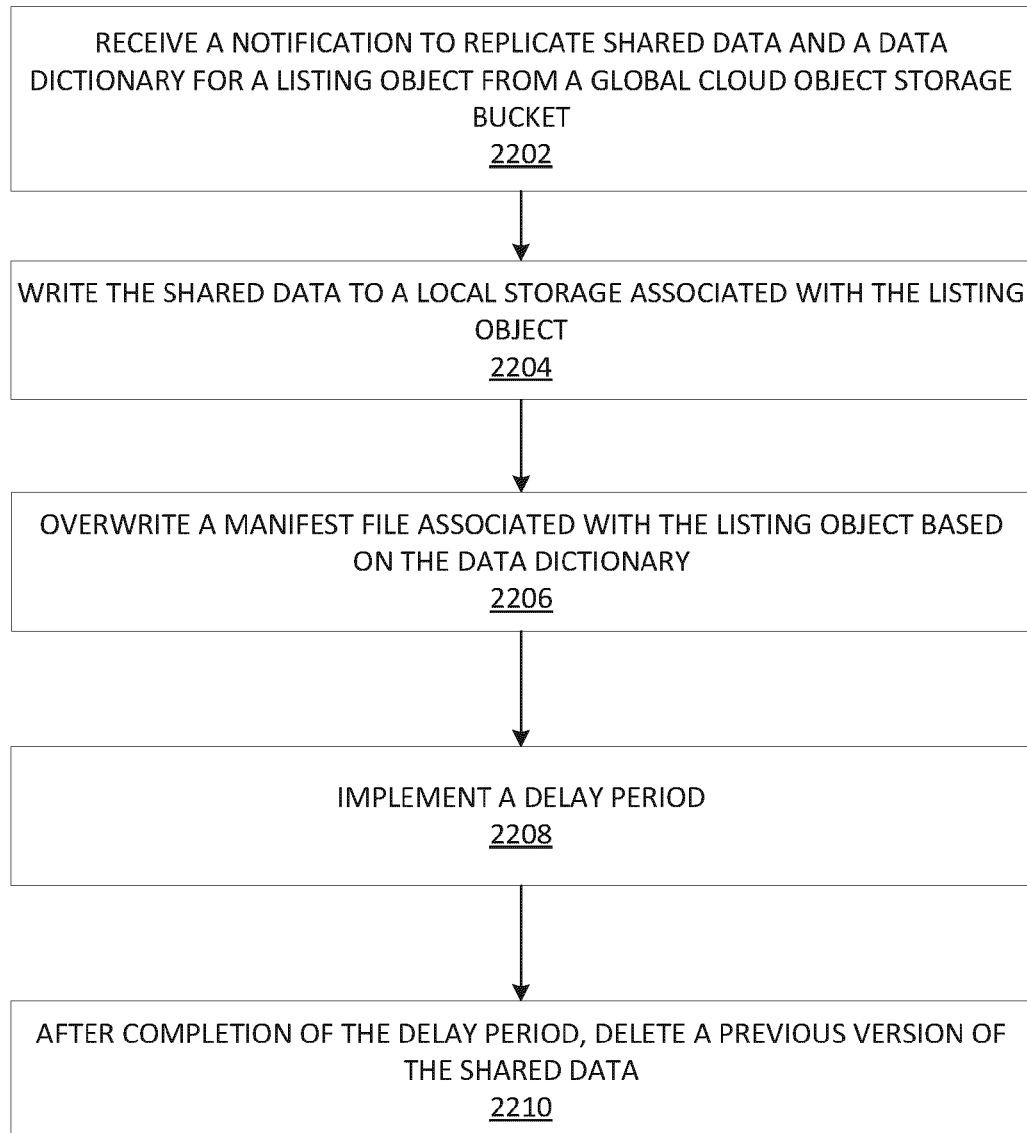 RECEIVE A NOTIFICATION TO REPLICATE SHARED DATA AND A DATA
DICTIONARY FOR A LISTING OBJECT FROM A GLOBAL CLOUD OBJECT STORAGE
BUCKET
2202
WRITE THE SHARED DATA TO A LOCAL STORAGE ASSOCIATED WITH THE LISTING
OBJECT
2204
OVERWRITE A MANIFEST FILE ASSOCIATED WITH THE LISTING OBJECT BASED
ON THE DATA DICTIONARY
2206
IMPLEMENT A DELAY PERIOD
2208
AFTER COMPLETION OF THE DELAY PERIOD, DELETE A PREVIOUS VERSION OF
THE SHARED DATA
2210